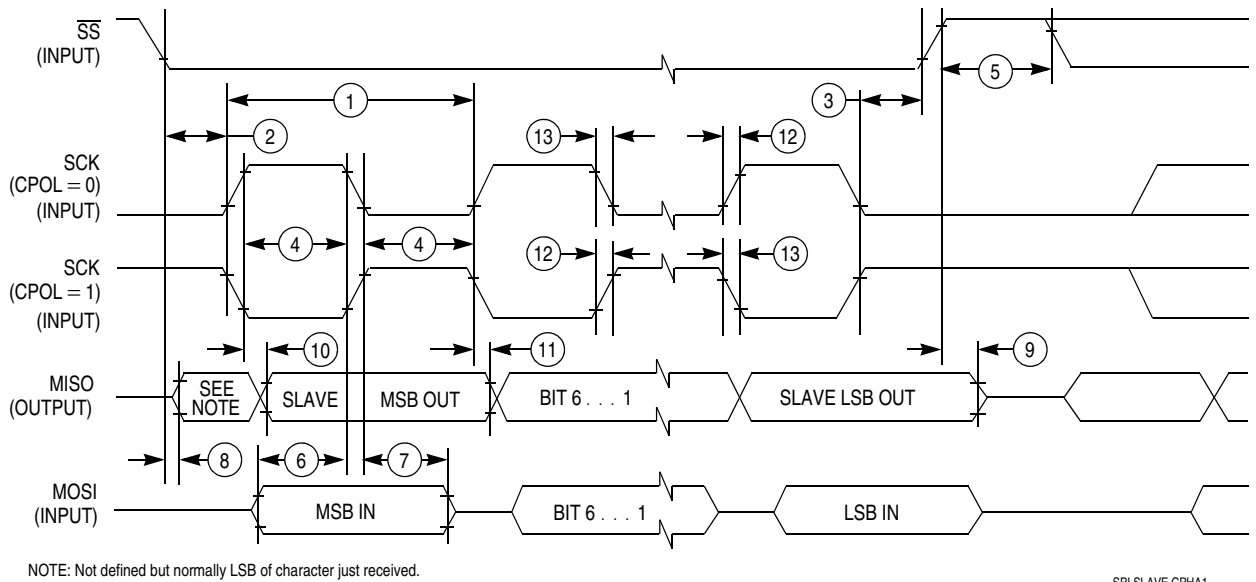 SS
(INPUT)
5
1
3
2
13
12
SCK
(CPOL = 0)
(INPUT)
4
4
12
13
SCK
(CPOL = 1)
(INPUT)
10
11
9
MISO
(OUTPUT)
SEE
NOTE
SLAVE
MSB OUT
BIT 6 . . . 1
SLAVE LSB OUT
8
6
7
MOSI
(INPUT)
MSB IN
BIT 6 . . . 1
LSB IN
NOTE: Not defined but normally LSB of character just received.